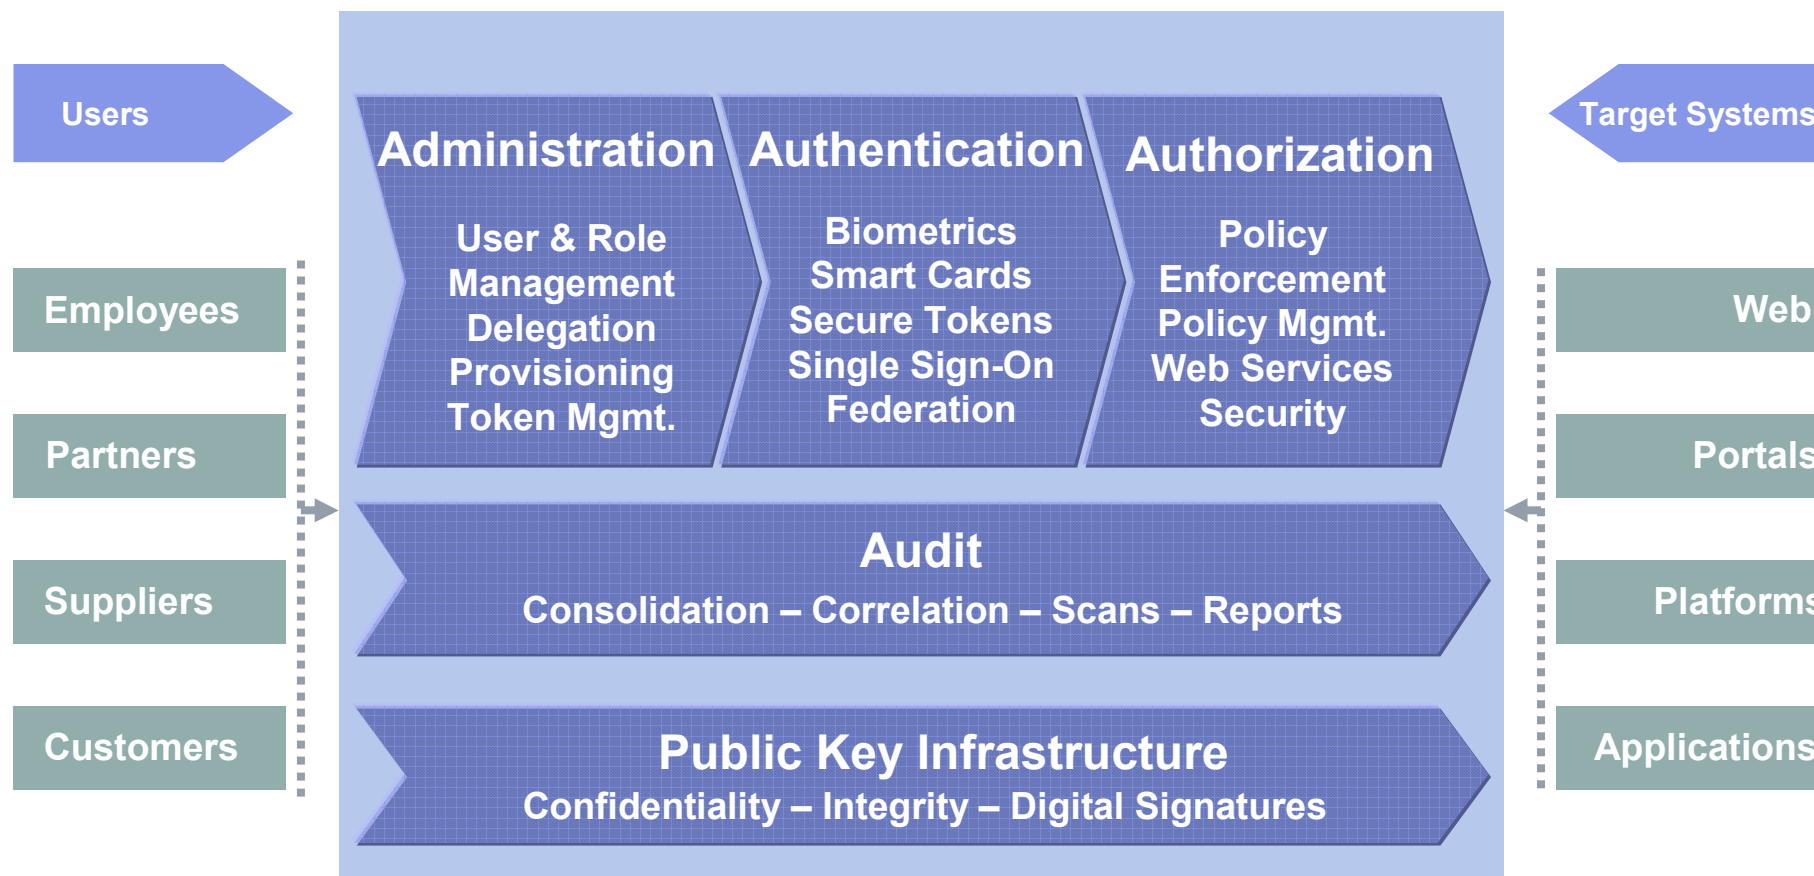 Users
Employees
Partners
Suppliers
Customers
Administration
User & Role
Management
Delegation
Provisioning
Token Mgmt.
Authentication
Biometrics
Smart Cards
Secure Tokens
Single Sign-On
Federation
Authorization
Policy
Enforcement
Policy Mgmt.
Web Services
Security
Audit
Consolidation – Correlation – Scans – Reports
Public Key Infrastructure
Confidentiality – Integrity – Digital Signatures
Target Systems
Web
Portals
Platforms
Applications